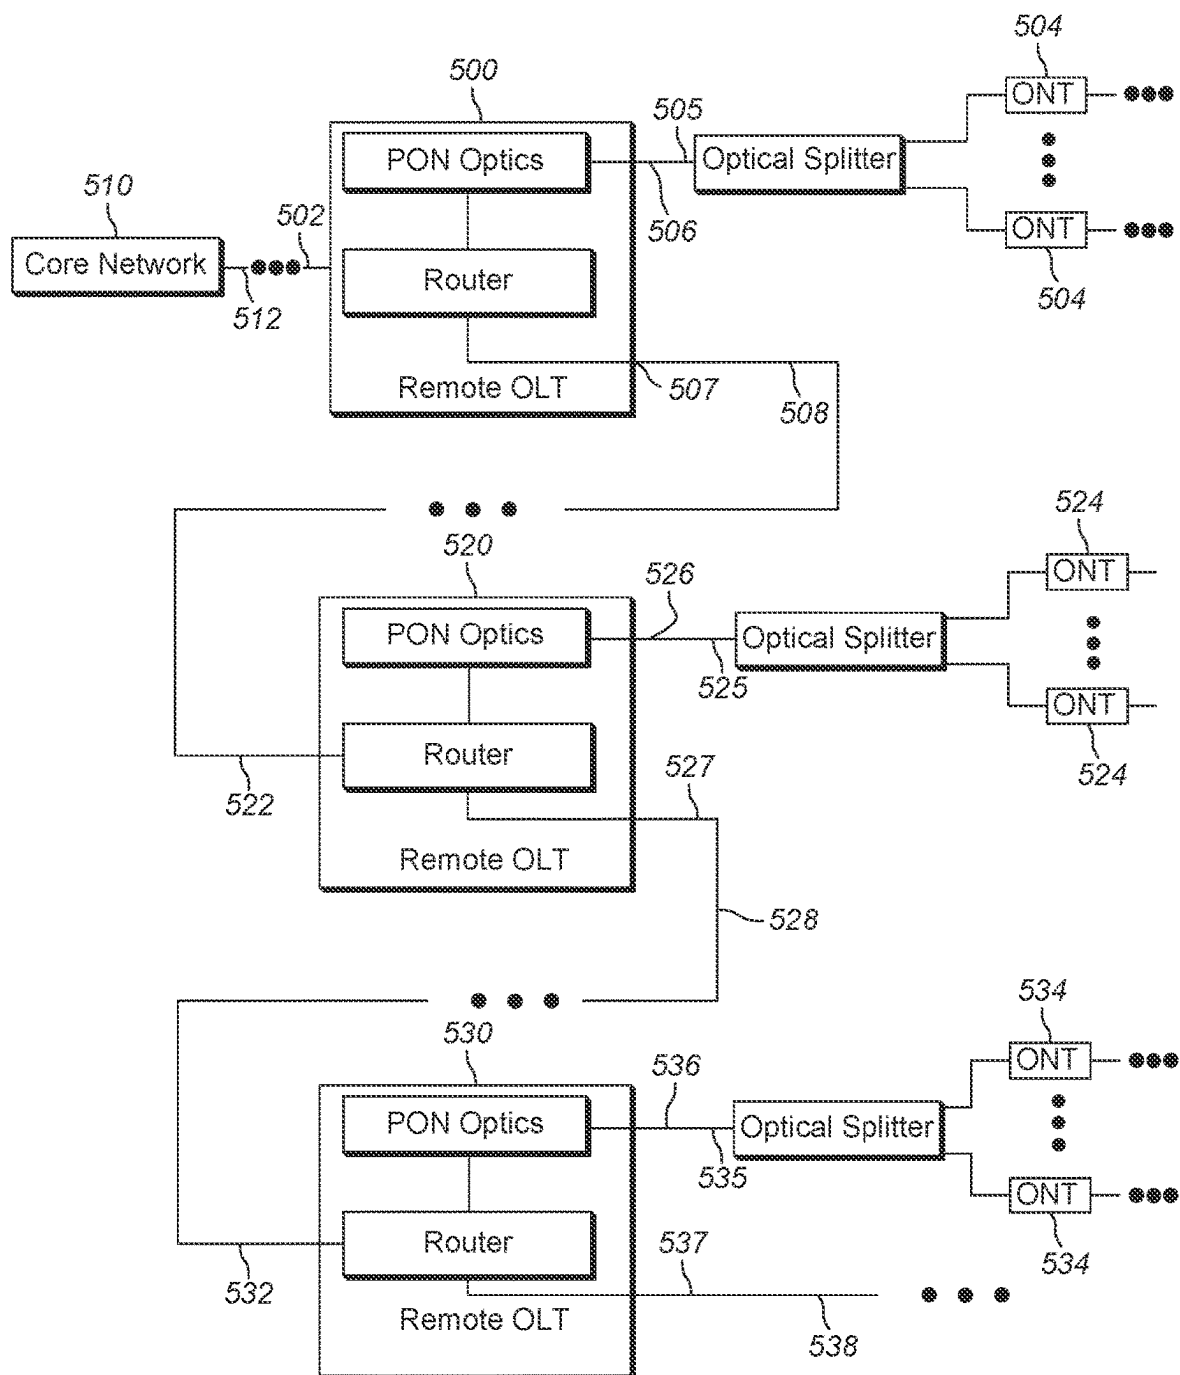 504
500
ONT
505
PON Optics
Optical Splitter
510
502
506
ONT
Core Network
Router
512
504
Remote OLT
507
508
520
524
526
ONT
PON Optics
Optical Splitter
525
ONT
Router
527
524
522
Remote OLT
528
530
534
536
ONT
PON Optics
Optical Splitter
535
ONT
Router
537
534
532
Remote OLT
538